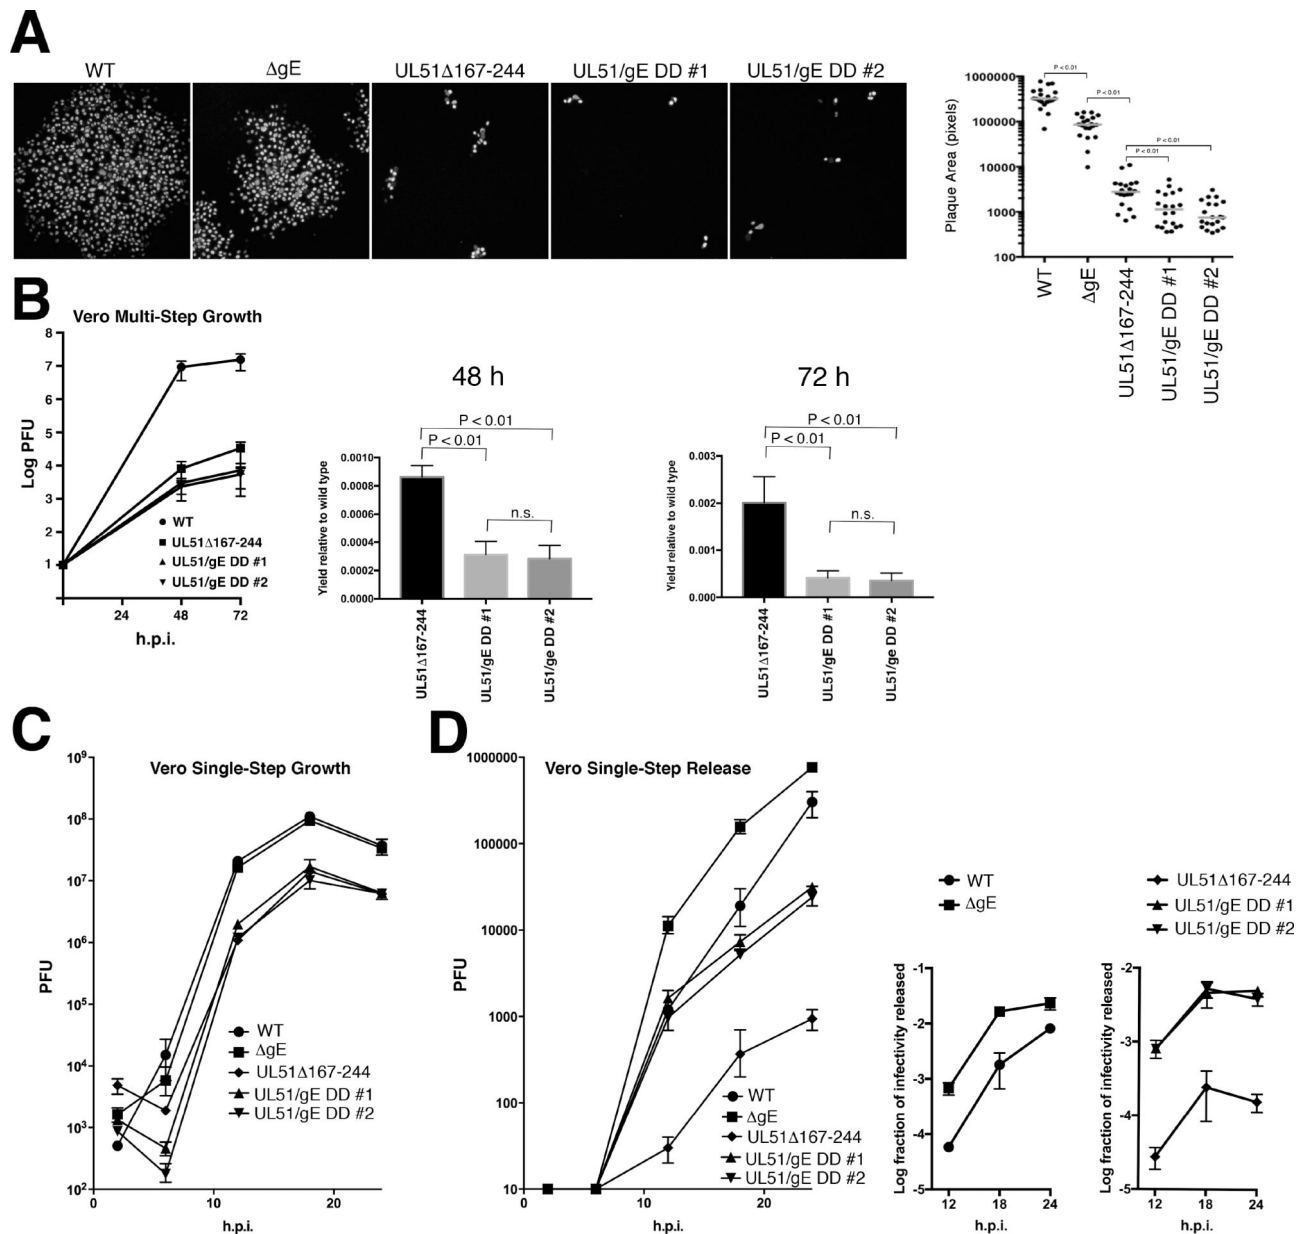 A
WT
ΔgE
UL51Δ167-244
UL51/gE DD #1
UL51/gE DD #2
Plaque Area (pixels)
1000000
100000
10000
1000
100
P < 0.01
P < 0.01
P < 0.01
P < 0.01
WT
ΔgE
UL51Δ167-244
UL51/gE DD #1
UL51/gE DD #2
B
Vero Multi-Step Growth
Log PFU
8
7
6
5
4
3
2
1
24
48
72
h.p.i.
WT
UL51Δ167-244
UL51/gE DD #1
UL51/gE DD #2
48 h
P < 0.01
P < 0.01
n.s.
Yield relative to wild type
0.0010
0.0008
0.0006
0.0004
0.0002
0.0000
UL51Δ167-244
UL51/gE DD #1
UL51/ge DD #2
72 h
P < 0.01
P < 0.01
n.s.
Yield relative to wild type
0.003
0.002
0.001
0.000
UL51Δ167-244
UL51/gE DD #1
UL51/ge DD #2
C
Vero Single-Step Growth
PFU
10⁹
10⁸
10⁷
10⁶
10⁵
10⁴
10³
10²
0
10
20
h.p.i.
WT
ΔgE
UL51Δ167-244
UL51/gE DD #1
UL51/gE DD #2
D
Vero Single-Step Release
PFU
1000000
100000
10000
1000
100
10
0
10
20
h.p.i.
WT
ΔgE
UL51Δ167-244
UL51/gE DD #1
UL51/gE DD #2
WT
ΔgE
Log fraction of infectivity released
-1
-2
-3
-4
-5
12
18
24
h.p.i.
UL51Δ167-244
UL51/gE DD #1
UL51/gE DD #2
Log fraction of infectivity released
-2
-3
-4
-5
12
18
24
h.p.i.